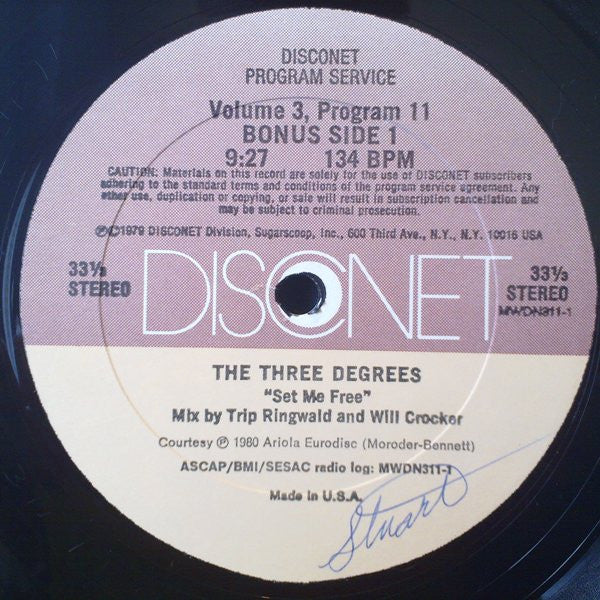 DISCONET
PROGRAM SERVICE
Volume 3, Program 11
BONUS SIDE 1
9:27 134 BPM
CAUTION: Materials on this record are solely for the use of DISCONET subscribers
adhering to the standard terms and conditions of the program service agreement. Any
other use, duplication or copying, or sale will result in subscription cancellation and
may be subject to criminal prosecution.
℗©1979 DISCONET Division, Sugarscoop, Inc., 600 Third Ave., N.Y., N.Y. 10016 USA
33⅓
STEREO
DISCONET
33⅓
STEREO
MWDN311-1
THE THREE DEGREES
"Set Me Free"
Mix by Trip Ringwald and Will Crocker
Courtesy ℗ 1980 Ariola Eurodisc (Moroder-Bennett)
ASCAP/BMI/SESAC radio log: MWDN311-1
Made in U.S.A.
Stuart